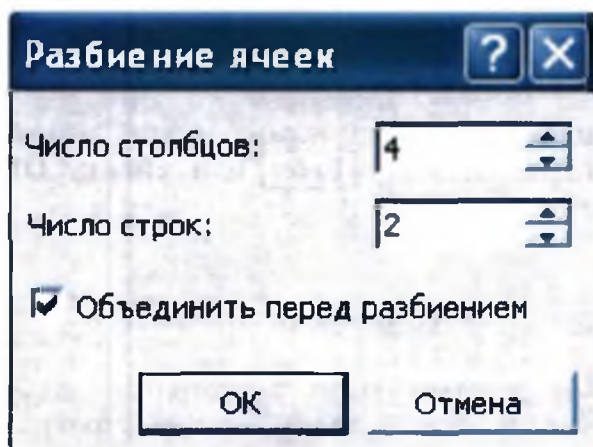 Разбиение ячеек ? X
Число столбцов: 4
Число строк: 2
Объединить перед разбиением
ОК Отмена